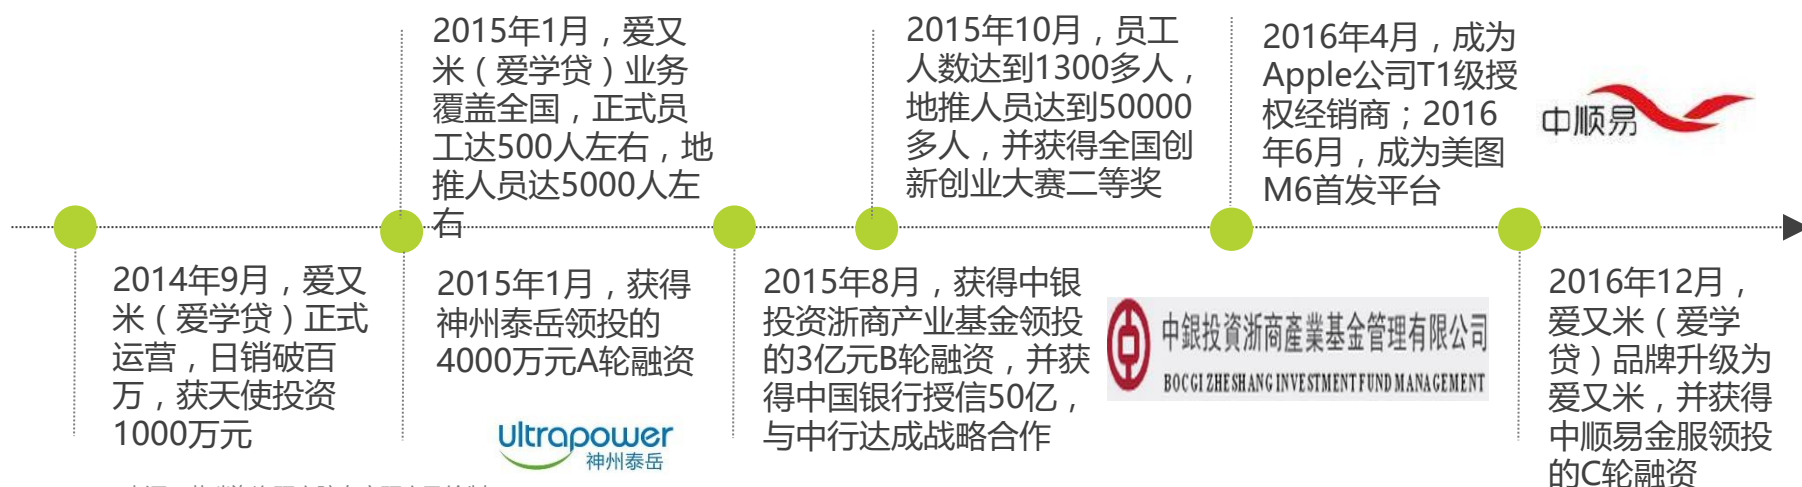 2015年1月，爱又
米（爱学贷）业务
覆盖全国，正式员
工达500人左右，地
推人员达5000人左
右
2015年10月，员工
人数达到1300多人，
地推人员达到50000
多人，并获得全国创
新创业大赛二等奖
2016年4月，成为
Apple公司T1级授
权经销商；2016
年6月，成为美图
M6首发平台
中顺易
2014年9月，爱又
米（爱学贷）正式
运营，日销破百
万，获天使投资
1000万元
2015年1月，获得
神州泰岳领投的
4000万元A轮融资
ultrapower
神州泰岳
2015年8月，获得中银
投资浙商产业基金领投
的3亿元B轮融资，并获
得中国银行授信50亿，
与中行达成战略合作
中銀投資浙商產業基金管理有限公司
BOCGI ZHESHANG INVESTMENT FUND MANAGEMENT
2016年12月，
爱又米（爱学
贷）品牌升级为
爱又米，并获得
中顺易金服领投
的C轮融资